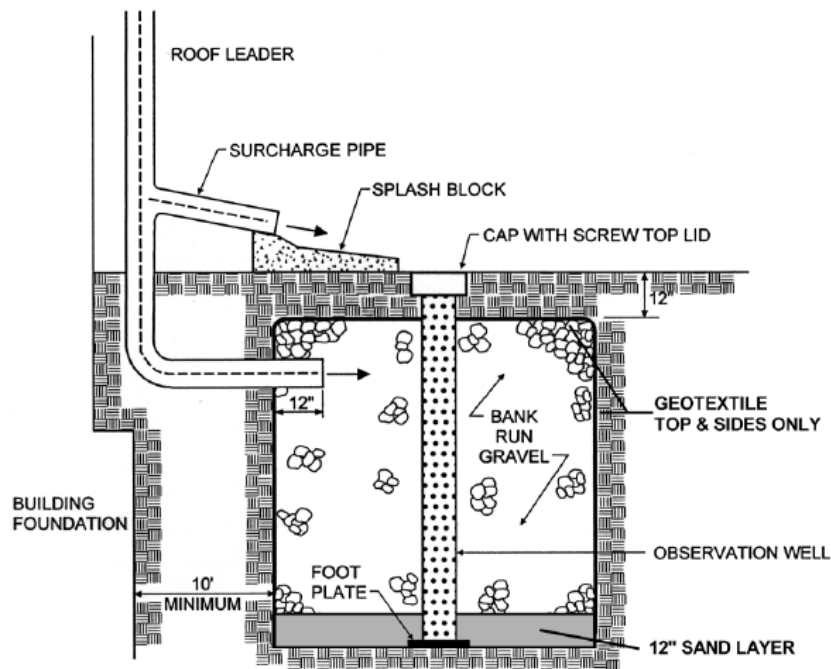 ROOF LEADER
SURCHARGE PIPE
SPLASH BLOCK
CAP WITH SCREW TOP LID
12"
12"
GEOTEXTILE
TOP & SIDES ONLY
BANK
RUN
GRAVEL
BUILDING
FOUNDATION
OBSERVATION WELL
FOOT
PLATE
10'
MINIMUM
12" SAND LAYER